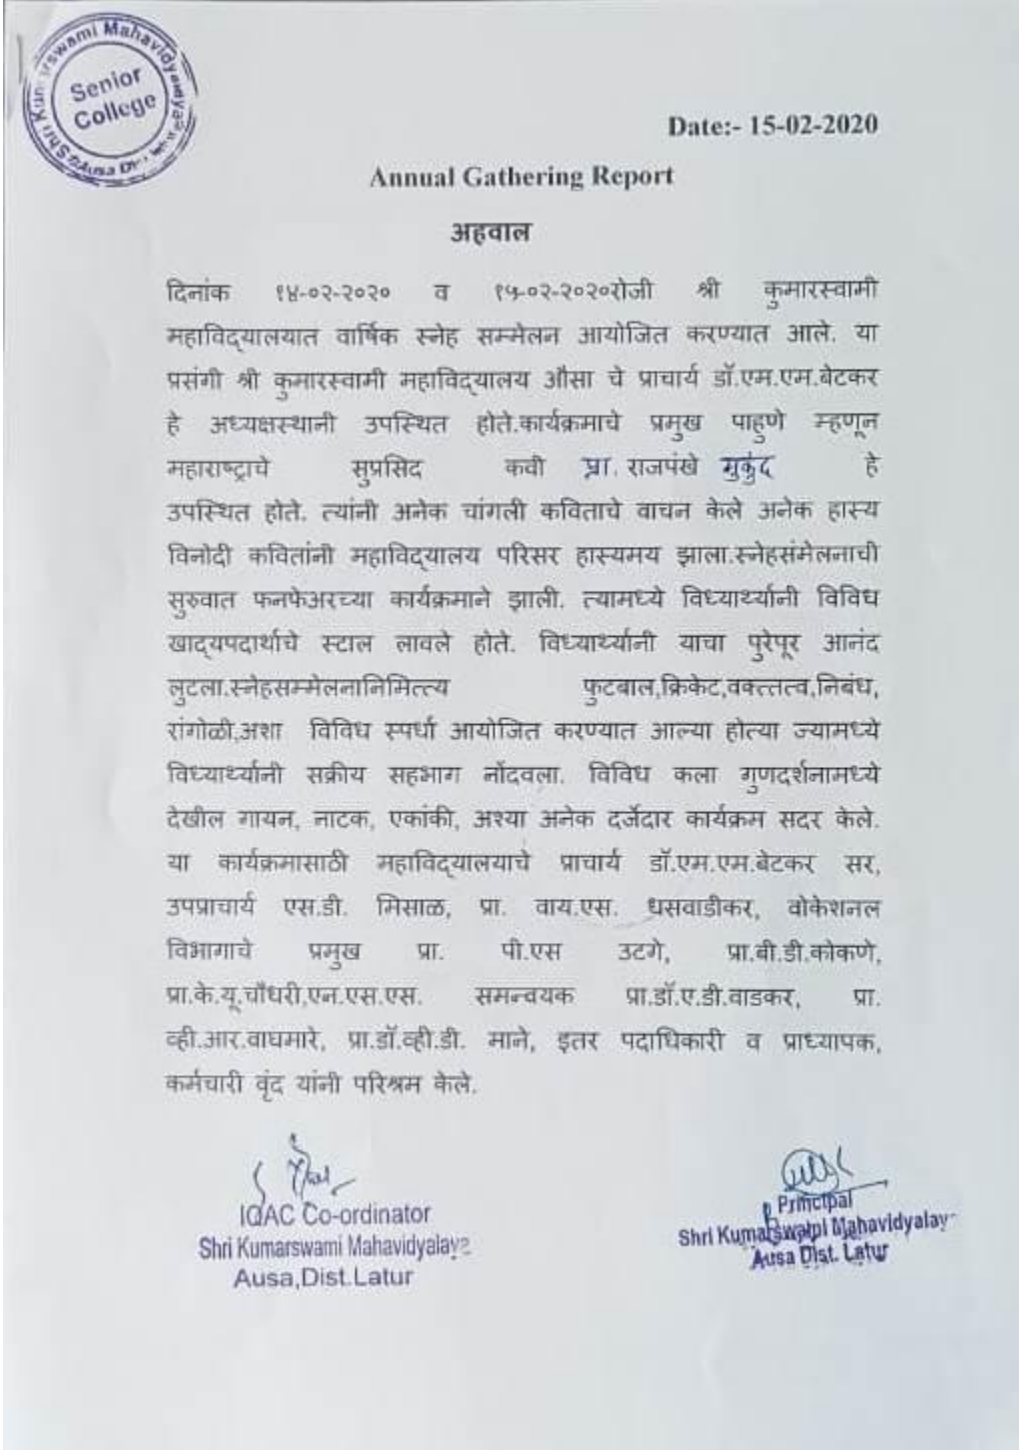 Shri Kumarswami Mahavidyalaya
Senior
College
Ausa
Date:- 15-02-2020
Annual Gathering Report
अहवाल
दिनांक १४-०२-२०२० व १५-०२-२०२०रोजी श्री कुमारस्वामी
महाविद्यालयात वार्षिक स्नेह सम्मेलन आयोजित करण्यात आले. या
प्रसंगी श्री कुमारस्वामी महाविद्यालय औसा चे प्राचार्य डॉ.एम.एम.बेटकर
हे अध्यक्षस्थानी उपस्थित होते.कार्यक्रमाचे प्रमुख पाहुणे म्हणून
महाराष्ट्राचे सुप्रसिद कवी प्रा. राजपंखे मुकुंद हे
उपस्थित होते. त्यांनी अनेक चांगली कविताचे वाचन केले अनेक हास्य
विनोदी कवितांनी महाविद्यालय परिसर हास्यमय झाला.स्नेहसंमेलनाची
सुरुवात फनफेअरच्या कार्यक्रमाने झाली. त्यामध्ये विध्यार्थ्यांनी विविध
खाद्यपदार्थाचे स्टाल लावले होते. विध्यार्थ्यांनी याचा पुरेपूर आनंद
लुटला.स्नेहसम्मेलनानिमित्त्य फुटबाल,क्रिकेट,वक्तत्त्व,निबंध,
रांगोळी,अशा विविध स्पर्धा आयोजित करण्यात आल्या होत्या ज्यामध्ये
विध्यार्थ्यांनी सक्रीय सहभाग नोंदवला. विविध कला गुणदर्शनामध्ये
देखील गायन, नाटक, एकांकी, अश्या अनेक दर्जेदार कार्यक्रम सदर केले.
या कार्यक्रमासाठी महाविद्यालयाचे प्राचार्य डॉ.एम.एम.बेटकर सर,
उपप्राचार्य एस.डी. मिसाळ, प्रा. वाय.एस. धसवाडीकर, वोकेशनल
विभागाचे प्रमुख प्रा. पी.एस उटगे, प्रा.बी.डी.कोकणे,
प्रा.के.यू.चौधरी,एन.एस.एस. समन्वयक प्रा.डॉ.ए.डी.वाडकर, प्रा.
व्ही.आर.वाघमारे, प्रा.डॉ.व्ही.डी. माने, इतर पदाधिकारी व प्राध्यापक,
कर्मचारी वृंद यांनी परिश्रम केले.
IQAC Co-ordinator
Shri Kumarswami Mahavidyalaya
Ausa,Dist.Latur
Principal
Shri Kumarswami Mahavidyalay
Ausa Dist. Latur